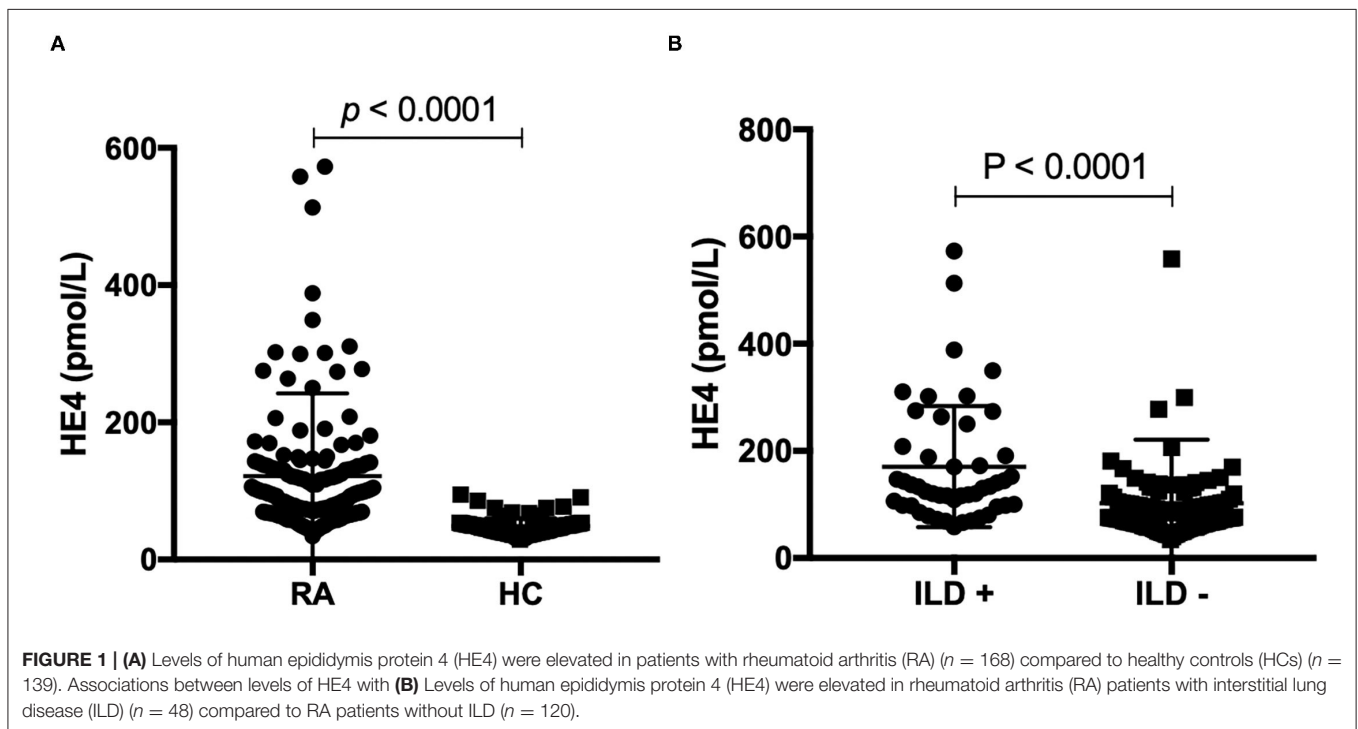 A
B
p < 0.0001
600
400
200
0
HE4 (pmol/L)
RA
HC
P < 0.0001
800
600
400
200
0
HE4 (pmol/L)
ILD +
ILD -
FIGURE 1 | (A) Levels of human epididymis protein 4 (HE4) were elevated in patients with rheumatoid arthritis (RA) (n = 168) compared to healthy controls (HCs) (n =
139). Associations between levels of HE4 with (B) Levels of human epididymis protein 4 (HE4) were elevated in rheumatoid arthritis (RA) patients with interstitial lung
disease (ILD) (n = 48) compared to RA patients without ILD (n = 120).